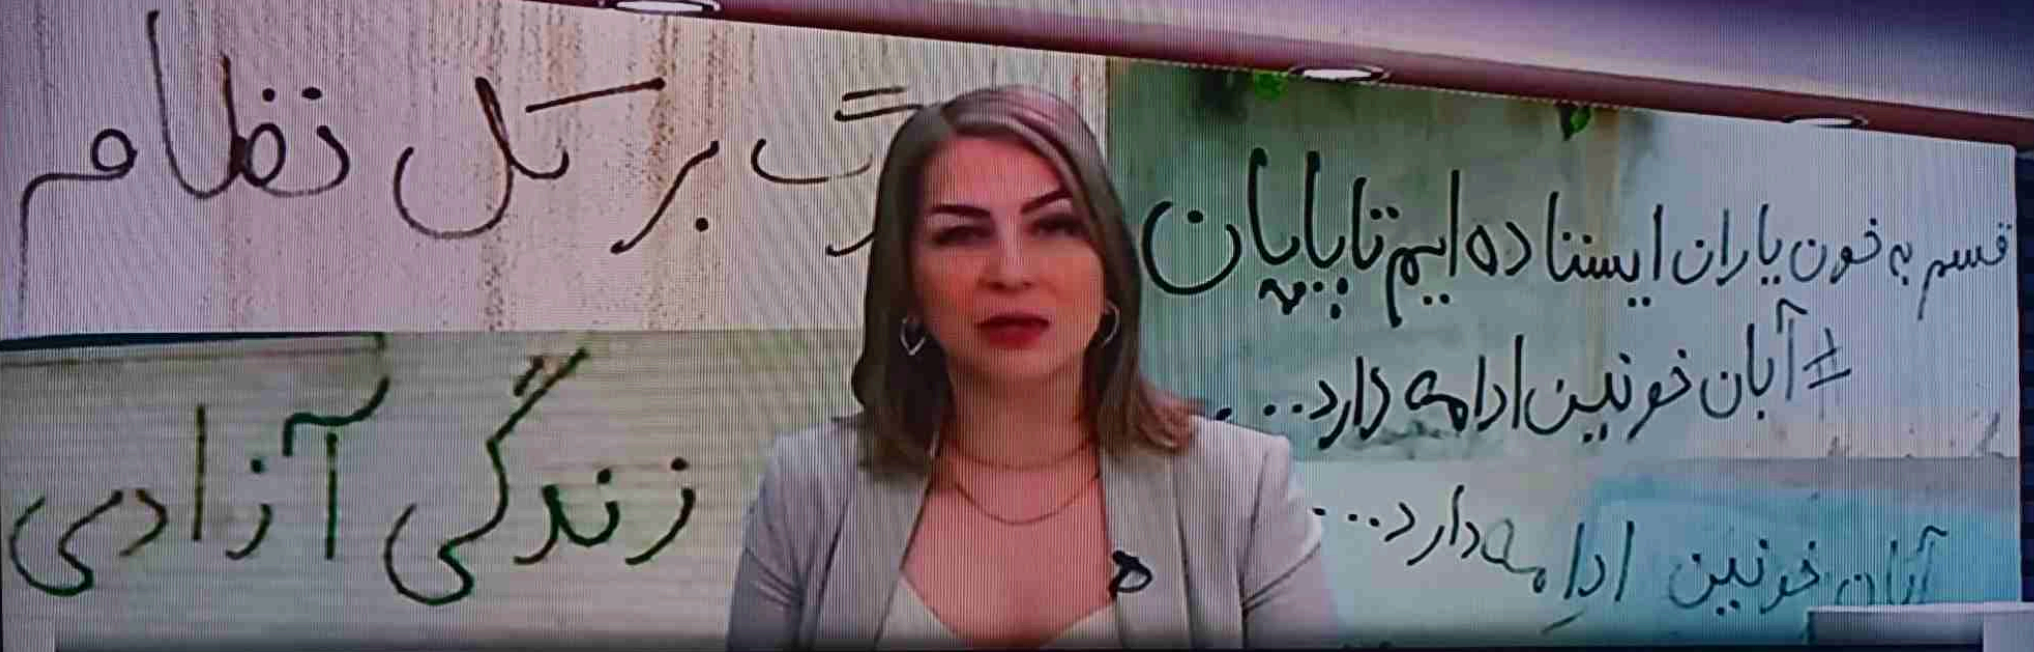 بر کل نظام
زندگی آزادی
قسم به خون یاران ایستاده ایم تا پایان
#آبان خونین ادامه دارد...
آبان خونین ادامه دارد...